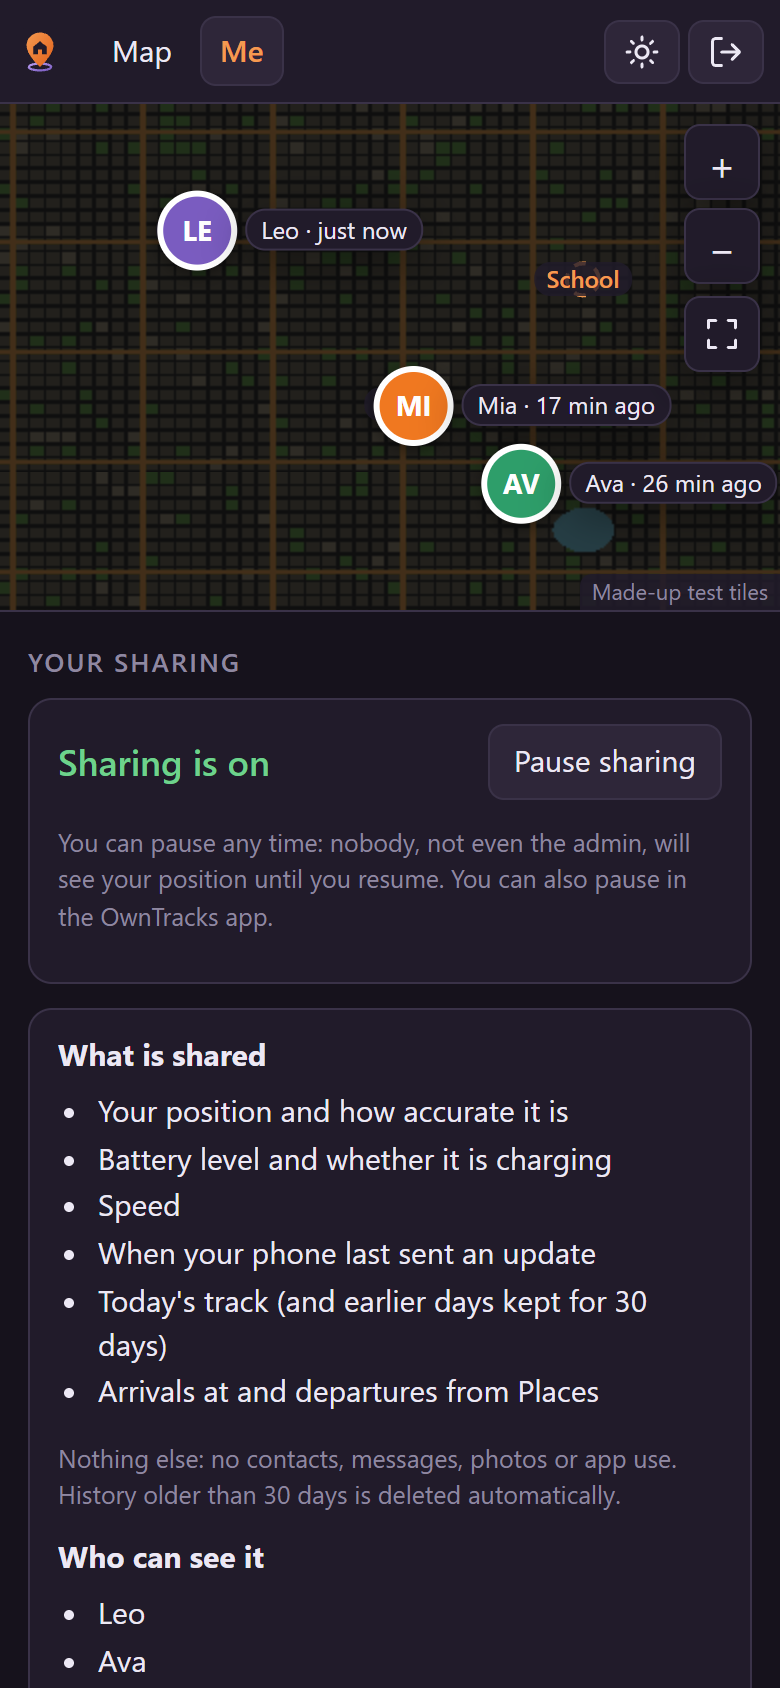 Map
Me
LE
Leo · just now
School
+
−
MI
Mia · 17 min ago
AV
Ava · 26 min ago
Made-up test tiles
YOUR SHARING
Sharing is on
Pause sharing
You can pause any time: nobody, not even the admin, will
see your position until you resume. You can also pause in
the OwnTracks app.
What is shared
• Your position and how accurate it is
• Battery level and whether it is charging
• Speed
• When your phone last sent an update
• Today's track (and earlier days kept for 30
days)
• Arrivals at and departures from Places
Nothing else: no contacts, messages, photos or app use.
History older than 30 days is deleted automatically.
Who can see it
• Leo
• Ava